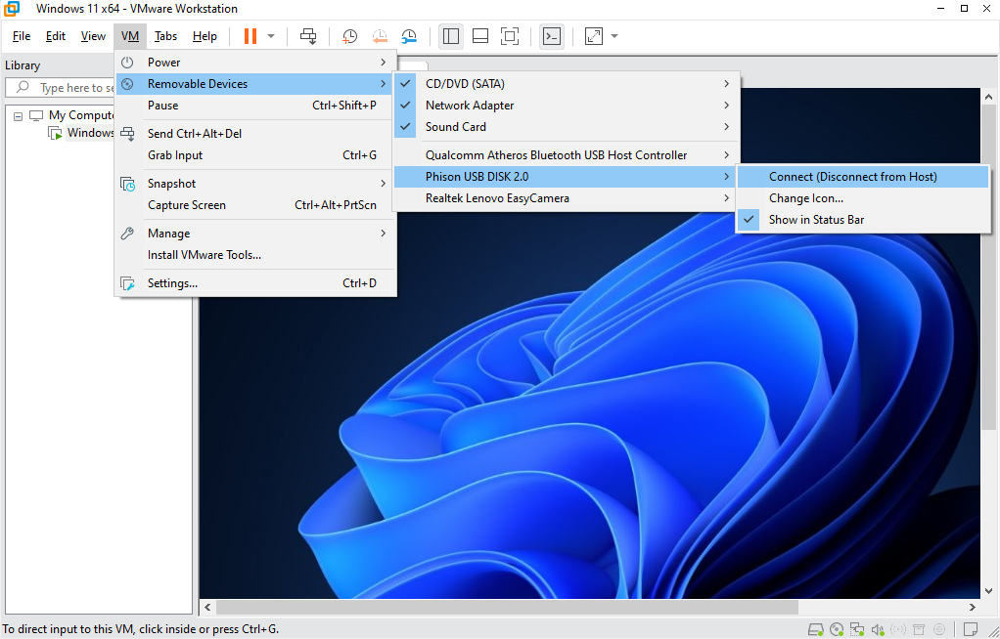 Windows 11 x64 - VMware Workstation
File Edit View VM Tabs Help
Library
Type here to se
My Compute
Windows
Power
Removable Devices
Pause Ctrl+Shift+P
Send Ctrl+Alt+Del
Grab Input Ctrl+G
Snapshot
Capture Screen Ctrl+Alt+PrtScn
Manage
Install VMware Tools...
Settings... Ctrl+D
CD/DVD (SATA)
Network Adapter
Sound Card
Qualcomm Atheros Bluetooth USB Host Controller
Phison USB DISK 2.0
Realtek Lenovo EasyCamera
Connect (Disconnect from Host)
Change Icon...
Show in Status Bar
To direct input to this VM, click inside or press Ctrl+G.